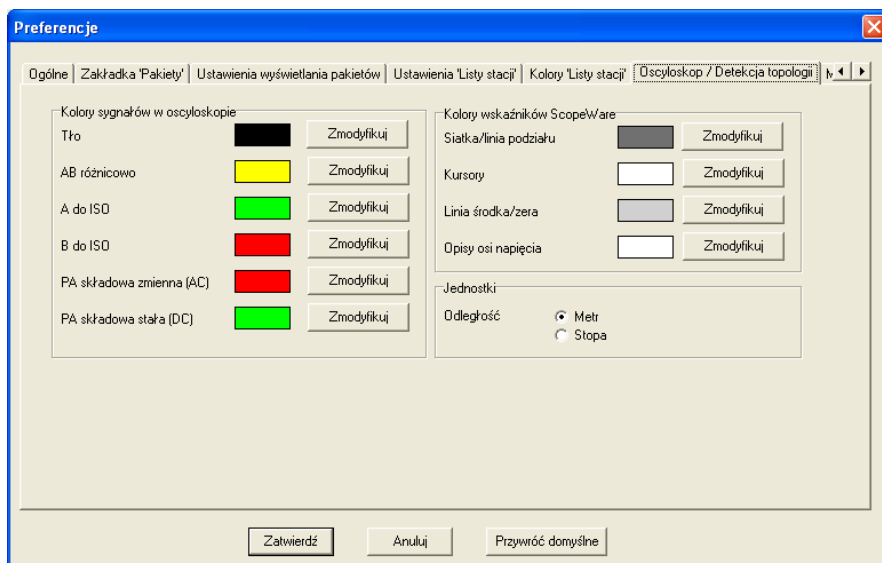 Preferencje
Ogólne
Zakładka 'Pakiety'
Ustawienia wyświetlania pakietów
Ustawienia 'Listy stacji'
Kolory 'Listy stacji'
Oscyloskop / Detekcja topologii
Kolory sygnałów w oscyloskopie
Tło
Zmodyfikuj
AB różnicowo
Zmodyfikuj
A do ISO
Zmodyfikuj
B do ISO
Zmodyfikuj
PA składowa zmienna (AC)
Zmodyfikuj
PA składowa stała (DC)
Zmodyfikuj
Kolory wskaźników ScopeWare
Siatka/linia podziału
Zmodyfikuj
Kursory
Zmodyfikuj
Linia środka/zera
Zmodyfikuj
Opisy osi napięcia
Zmodyfikuj
Jednostki
Odległość
Metr
Stopa
Zatwierdź
Anuluj
Przywróć domyślne